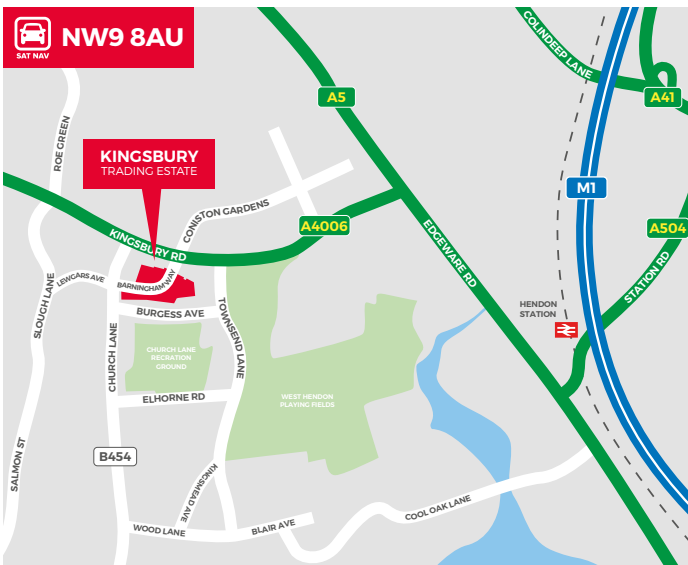 NW9 8AU
SAT NAV
COLINDEEP LANE
A5
A41
ROE GREEN
KINGSBURY
TRADING ESTATE
M1
CONISTON GARDENS
A4006
A504
KINGSBURY RD
EDGEWARE RD
STATION RD
LEWGARS AVE
BARNINGHAM WAY
SLOUGH LANE
BURGESS AVE
HENDON
STATION
TOWNSEND LANE
CHURCH LANE
CHURCH LANE
RECRATION
GROUND
ELHORNE RD
WEST HENDON
PLAYING FIELDS
B454
SALMON ST
KINGSMEAD AVE
COOL OAK LANE
WOOD LANE
BLAIR AVE